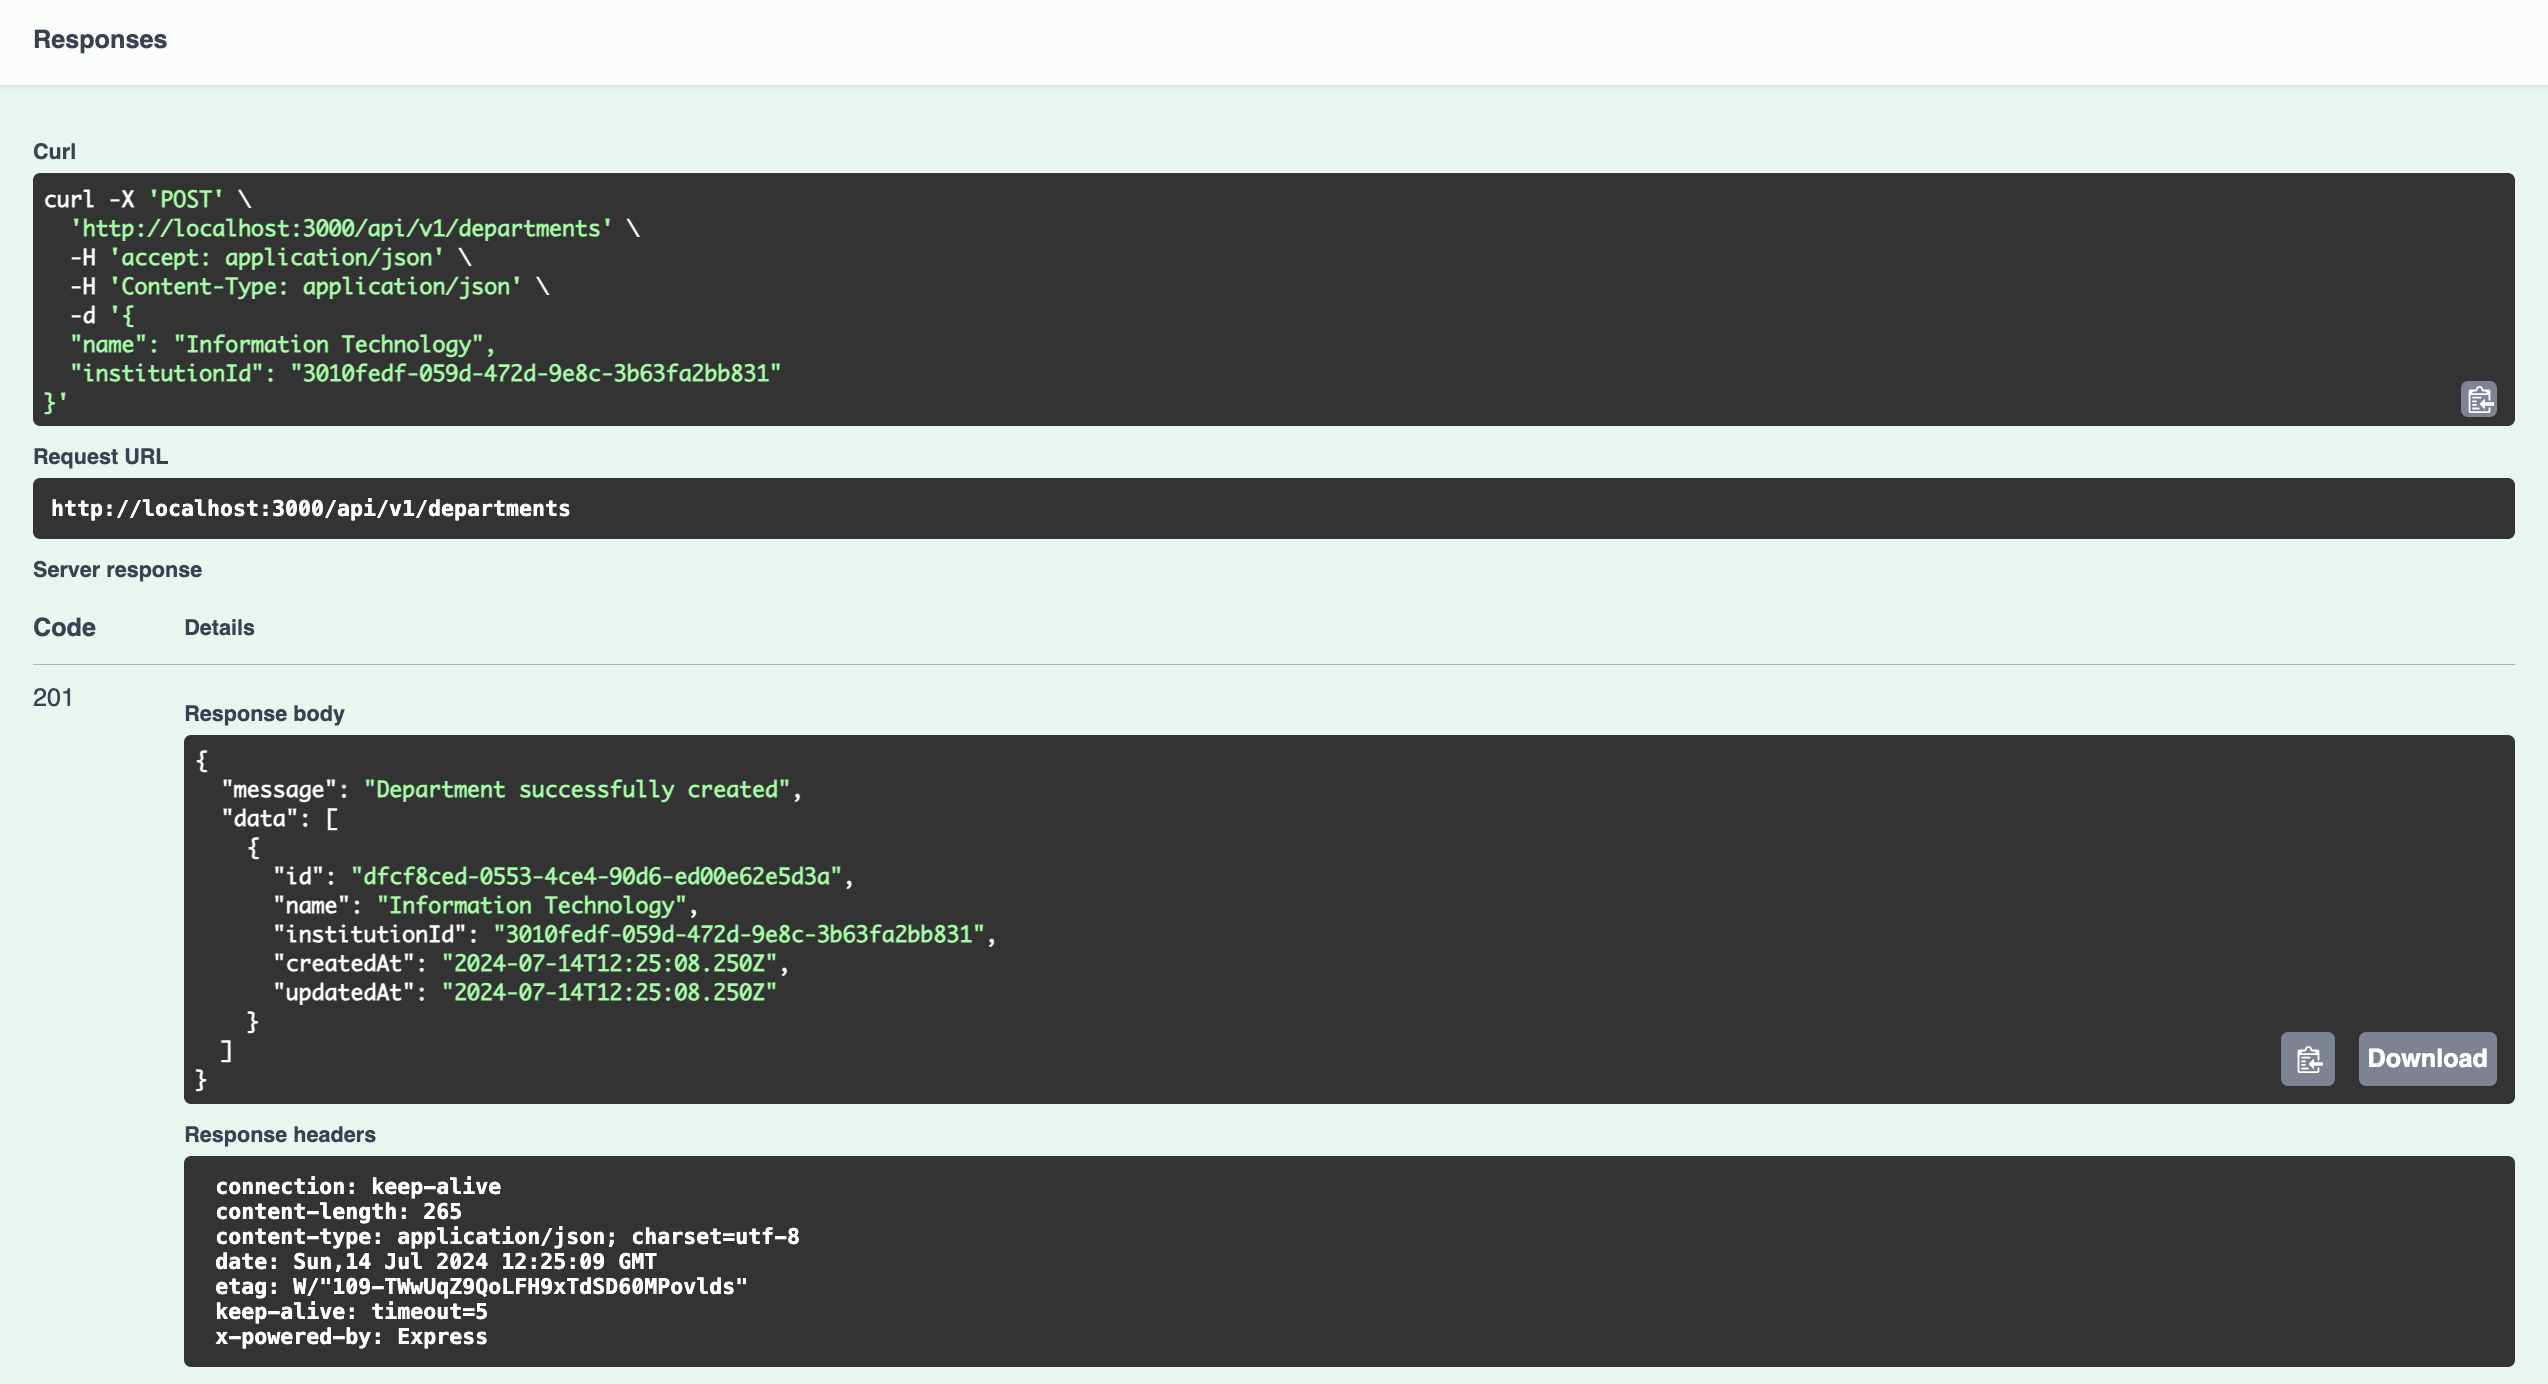 Responses
Curl
curl -X 'POST' \
  'http://localhost:3000/api/v1/departments' \
  -H 'accept: application/json' \
  -H 'Content-Type: application/json' \
  -d '{
  "name": "Information Technology",
  "institutionId": "3010fedf-059d-472d-9e8c-3b63fa2bb831"
}'
Request URL
http://localhost:3000/api/v1/departments
Server response
Code Details
201
Response body
{
  "message": "Department successfully created",
  "data": [
    {
      "id": "dfcf8ced-0553-4ce4-90d6-ed00e62e5d3a",
      "name": "Information Technology",
      "institutionId": "3010fedf-059d-472d-9e8c-3b63fa2bb831",
      "createdAt": "2024-07-14T12:25:08.250Z",
      "updatedAt": "2024-07-14T12:25:08.250Z"
    }
  ]
}
Download
Response headers
connection: keep-alive
content-length: 265
content-type: application/json; charset=utf-8
date: Sun,14 Jul 2024 12:25:09 GMT
etag: W/"109-TWwUqZ9QoLFH9xTdSD60MPovlds"
keep-alive: timeout=5
x-powered-by: Express